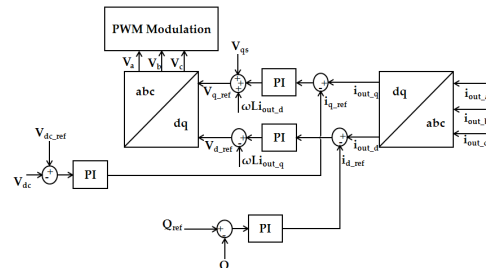 PWM Modulation
V_a V_b V_c
V_qs
abc
dq
V_q_ref
PI
i_out_q
i_q_ref
dq
abc
ωLi_out_d
V_d_ref
PI
i_out_d
i_d_ref
ωLi_out_q
V_dc_ref
V_dc
PI
Q_ref
PI